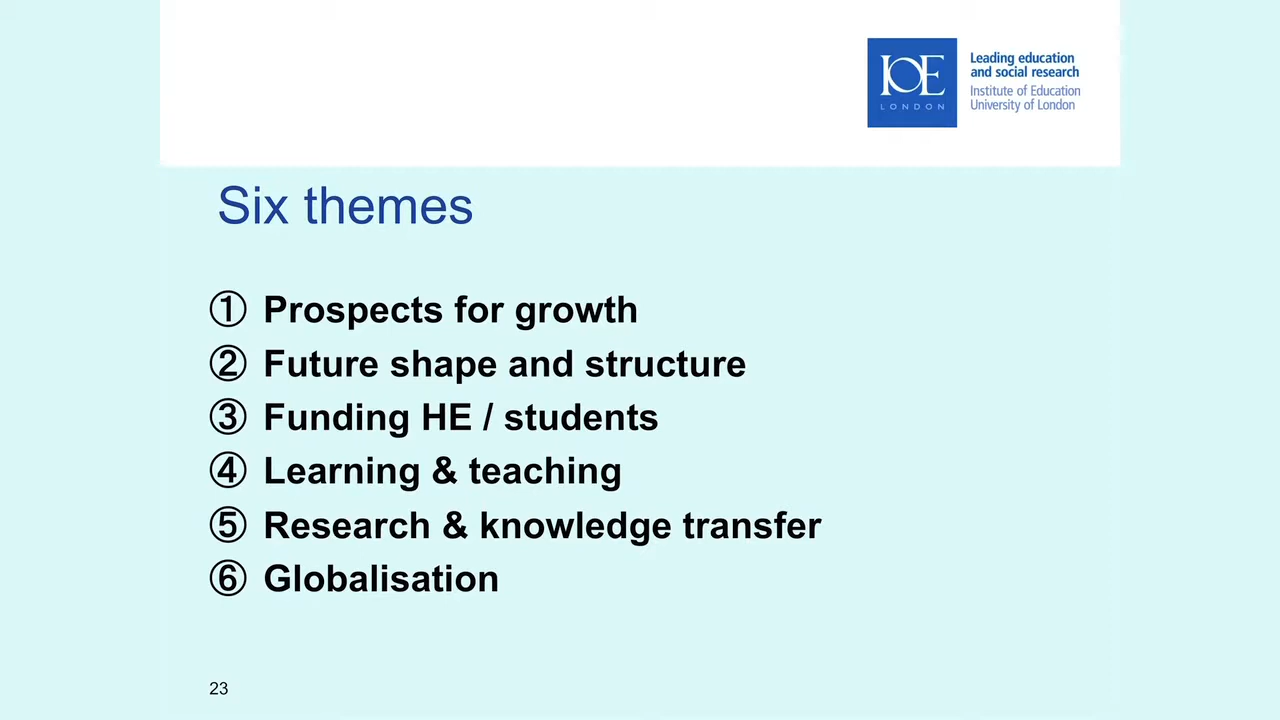 IOE
LONDON
Leading education
and social research
Institute of Education
University of London
Six themes
① Prospects for growth
② Future shape and structure
③ Funding HE / students
④ Learning & teaching
⑤ Research & knowledge transfer
⑥ Globalisation
23